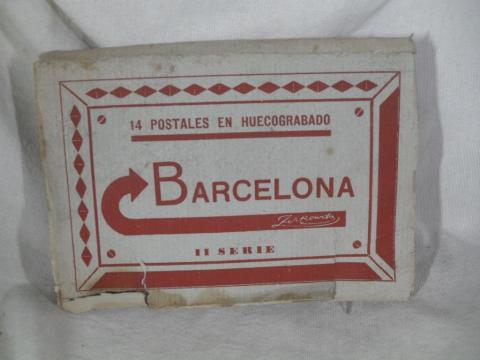 14 POSTALES EN HUECOGRABADO
BARCELONA
Zerkowitz
II SERIE